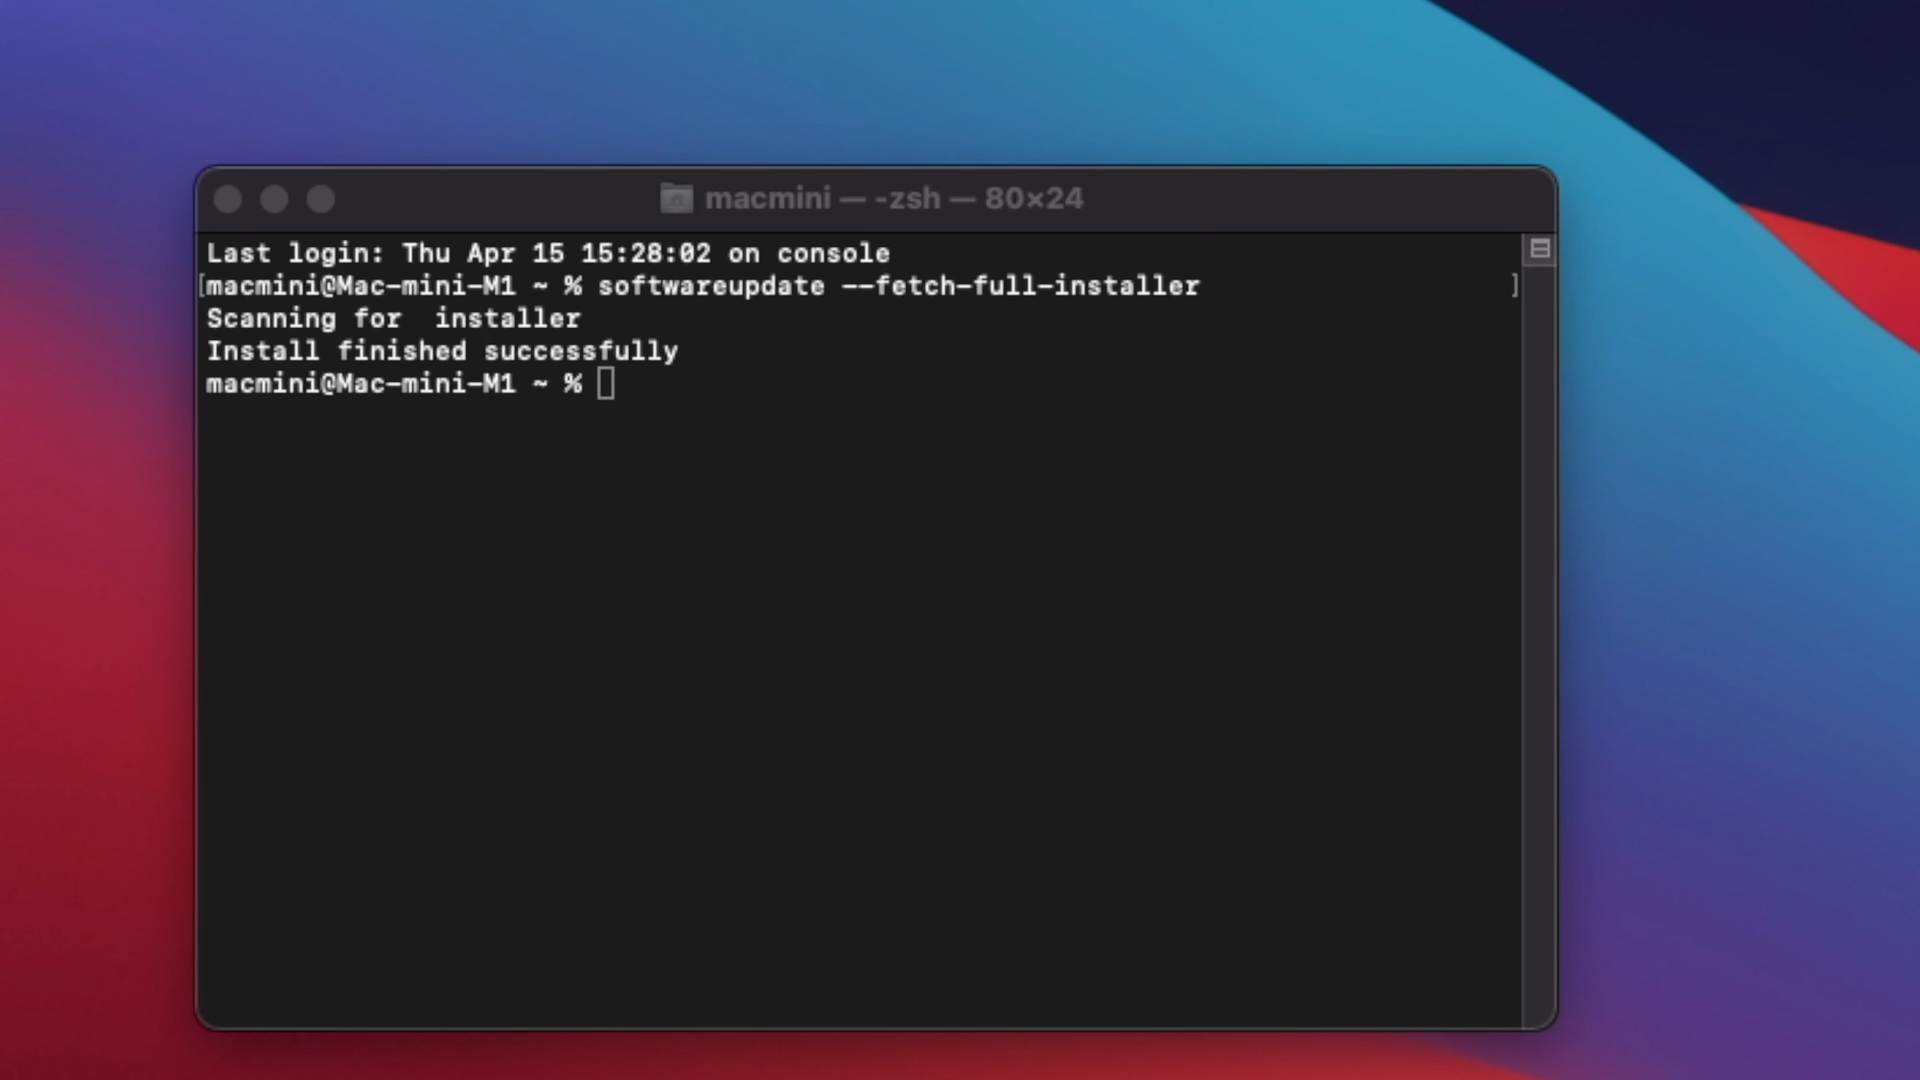 macmini — -zsh — 80×24
Last login: Thu Apr 15 15:28:02 on console
[macmini@Mac-mini-M1 ~ % softwareupdate --fetch-full-installer ]
Scanning for  installer
Install finished successfully
macmini@Mac-mini-M1 ~ %